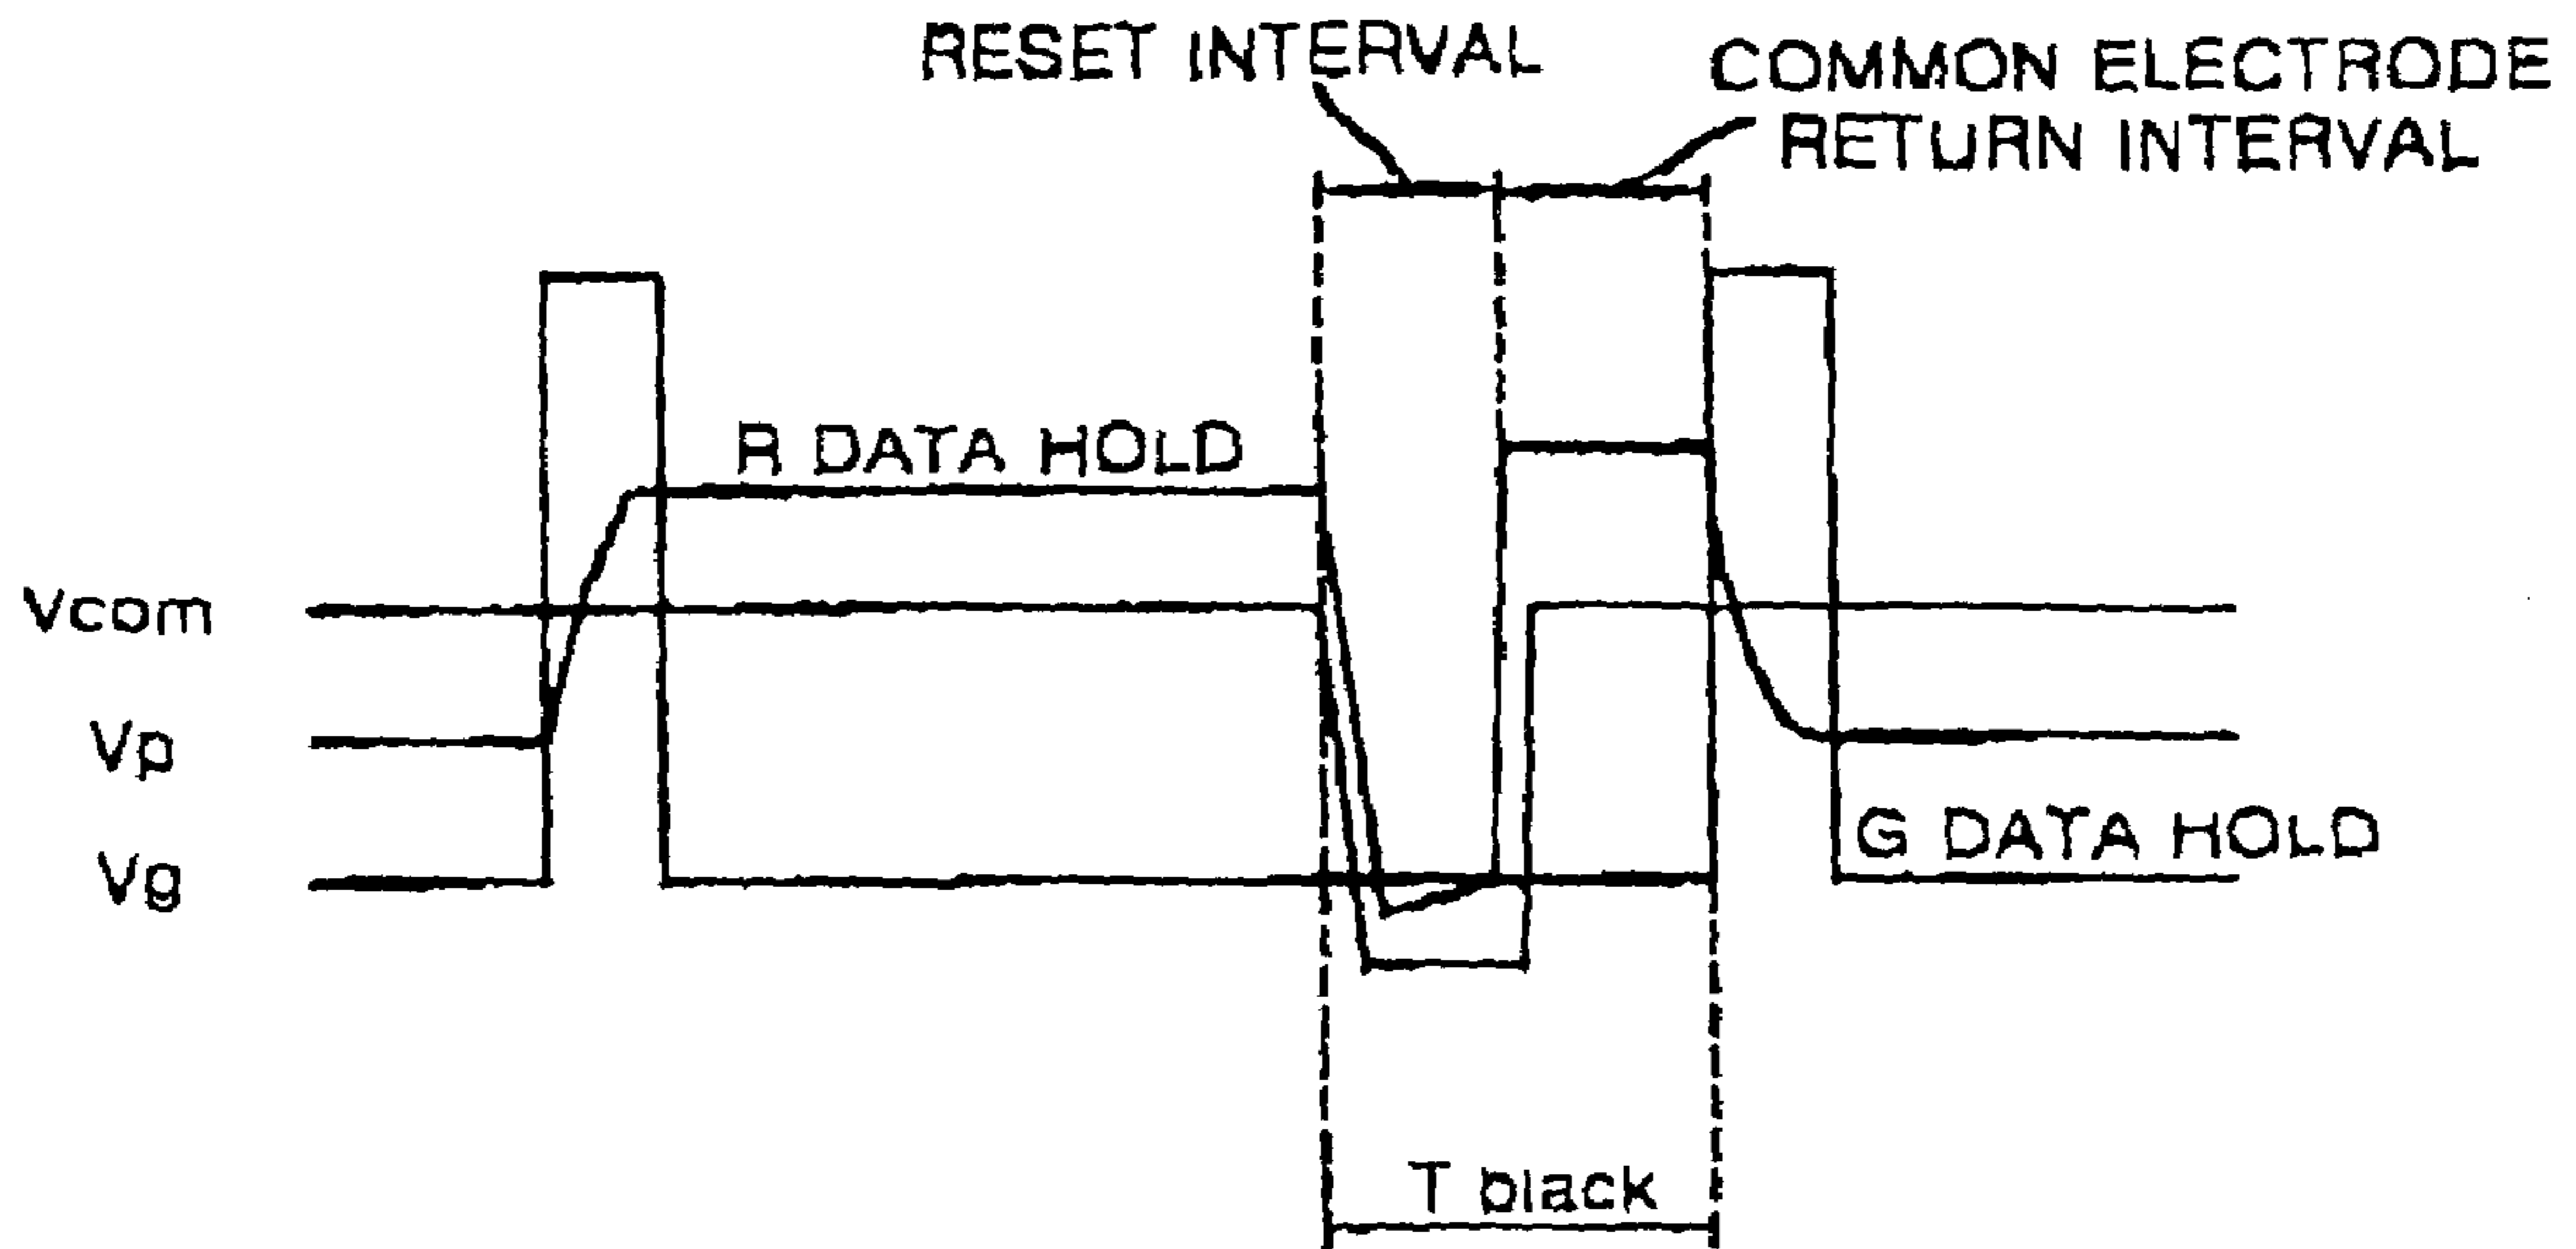 RESET INTERVAL
COMMON ELECTRODE
RETURN INTERVAL
R DATA HOLD
Vcom
Vp
Vg
G DATA HOLD
T black